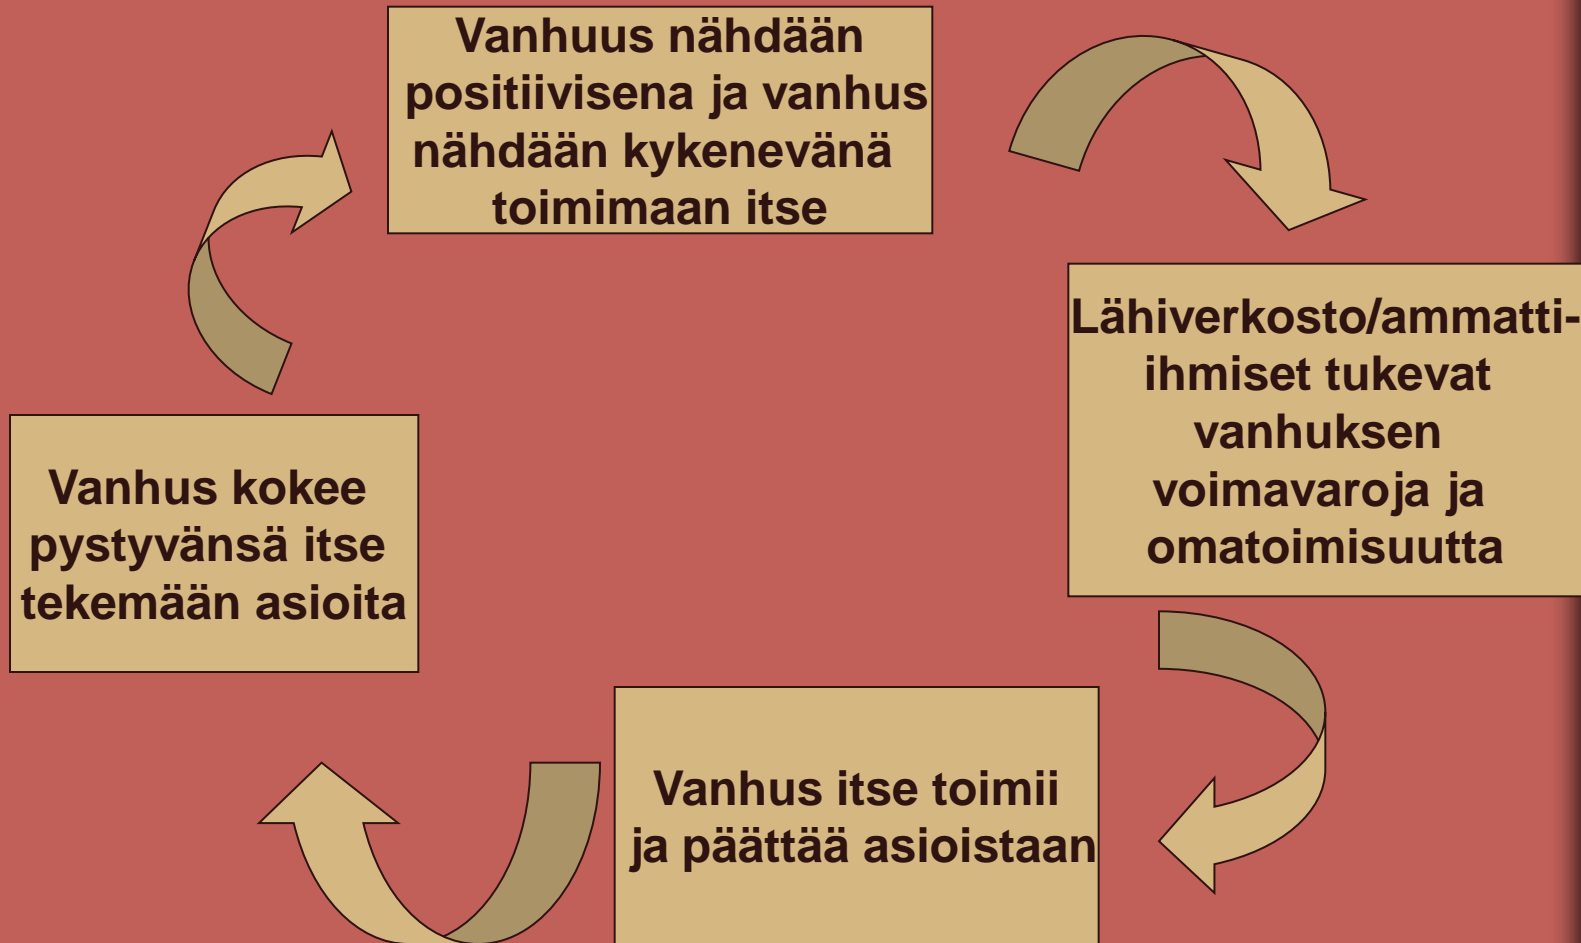 Vanhuus nähdään
positiivisena ja vanhus
nähdään kykenevänä
toimimaan itse
Lähiverkosto/ammatti-
ihmiset tukevat
vanhuksen
voimavaroja ja
omatoimisuutta
Vanhus itse toimii
ja päättää asioistaan
Vanhus kokee
pystyvänsä itse
tekemään asioita